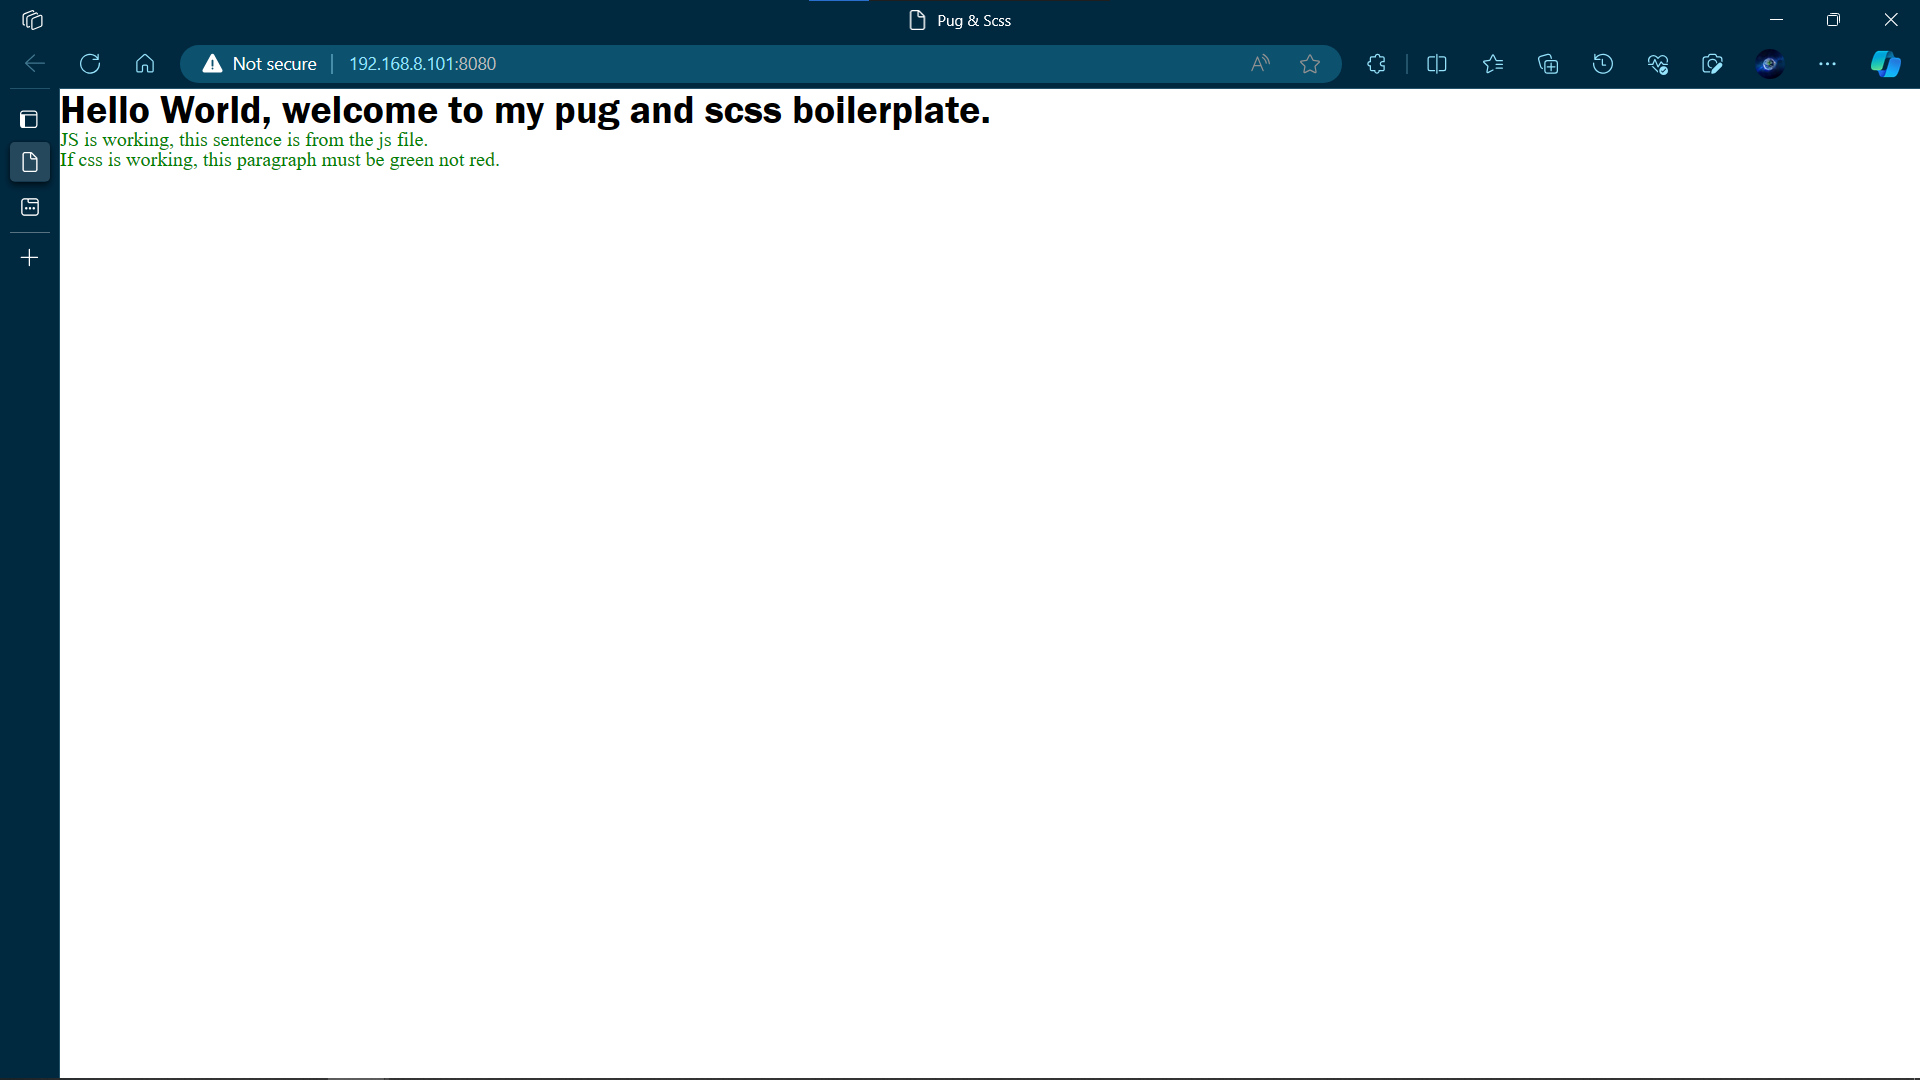 Pug & Scss
Not secure
192.168.8.101:8080
Hello World, welcome to my pug and scss boilerplate.
JS is working, this sentence is from the js file.
If css is working, this paragraph must be green not red.